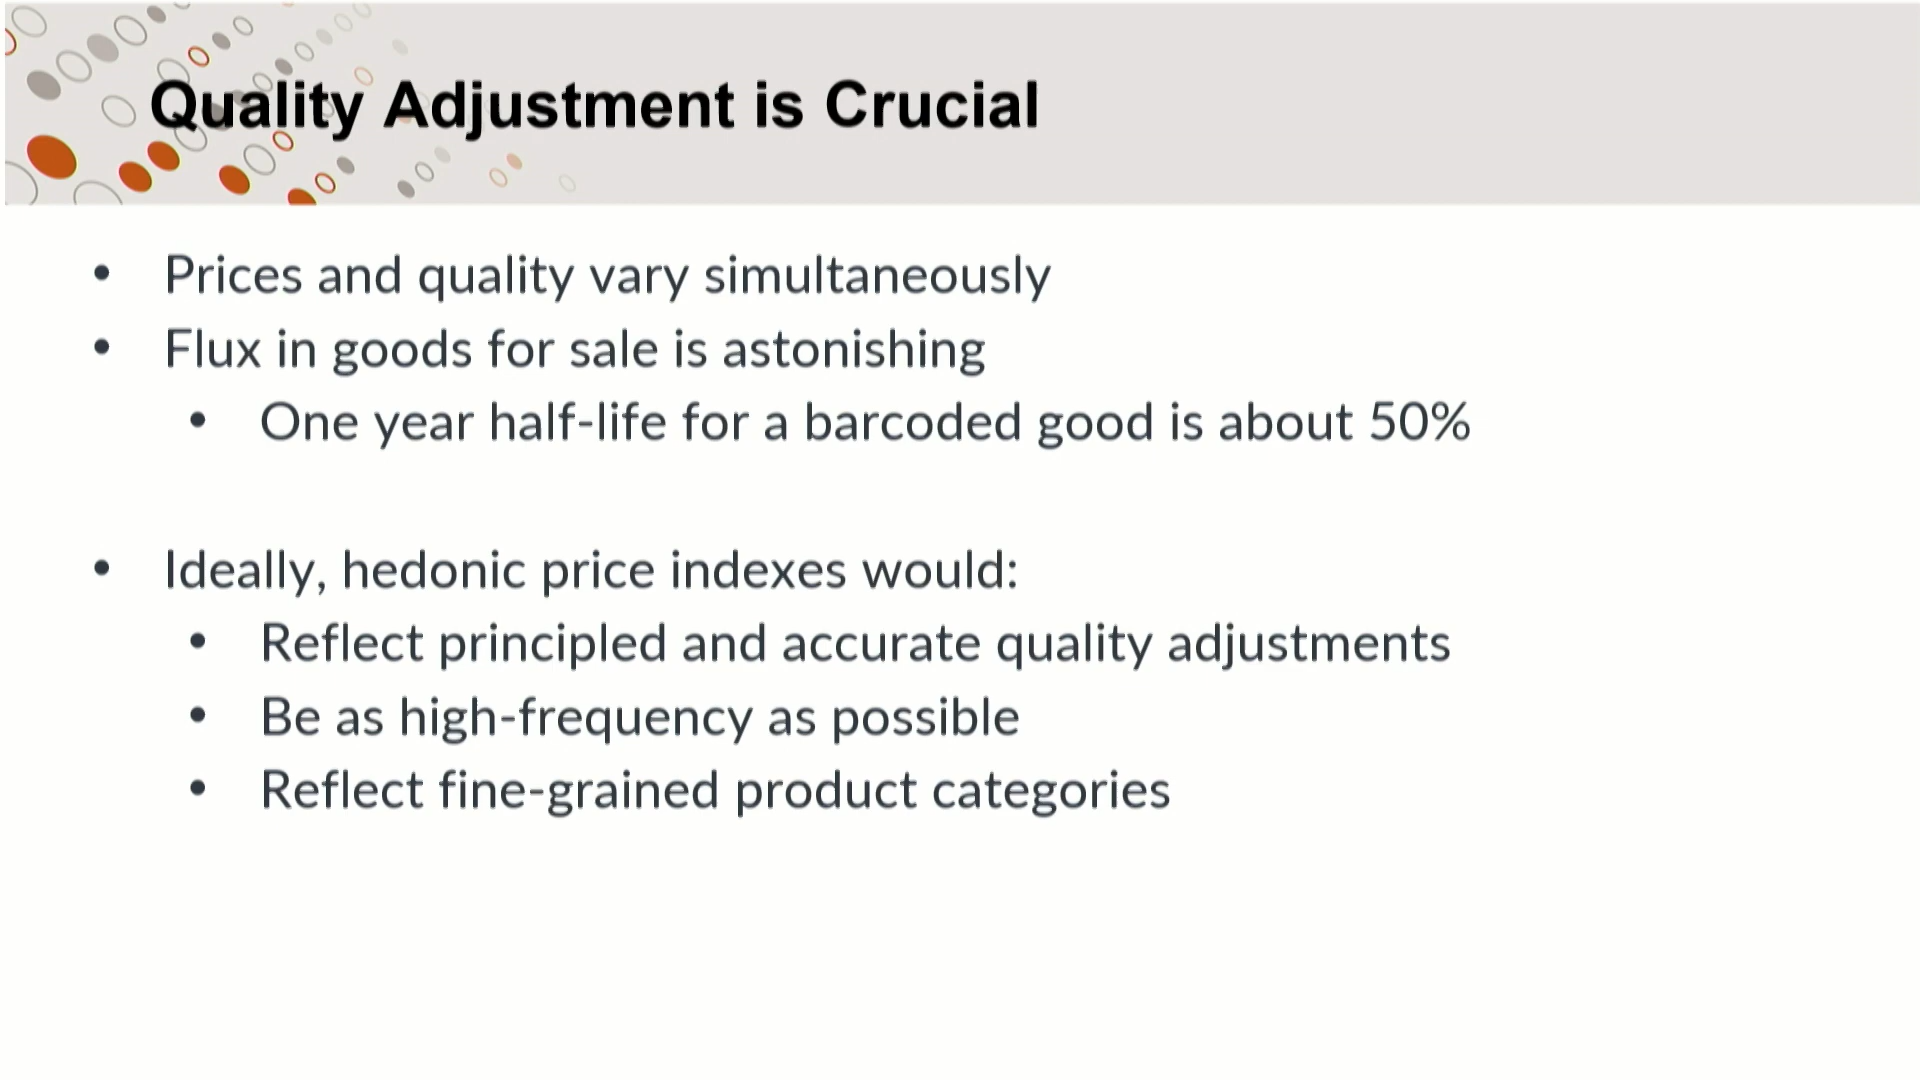 Quality Adjustment is Crucial
• Prices and quality vary simultaneously
• Flux in goods for sale is astonishing
• One year half-life for a barcoded good is about 50%
• Ideally, hedonic price indexes would:
• Reflect principled and accurate quality adjustments
• Be as high-frequency as possible
• Reflect fine-grained product categories